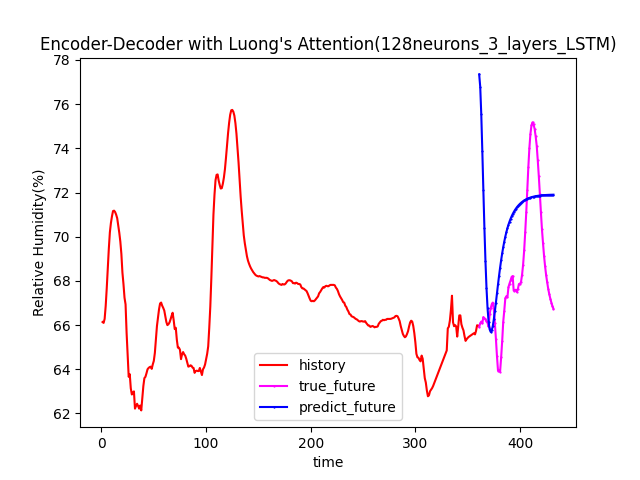 Encoder-Decoder with Luong's Attention(128neurons_3_layers_LSTM)
78
76
74
72
70
68
66
64
62
Relative Humidity(%)
history
true_future
predict_future
0
100
200
300
400
time